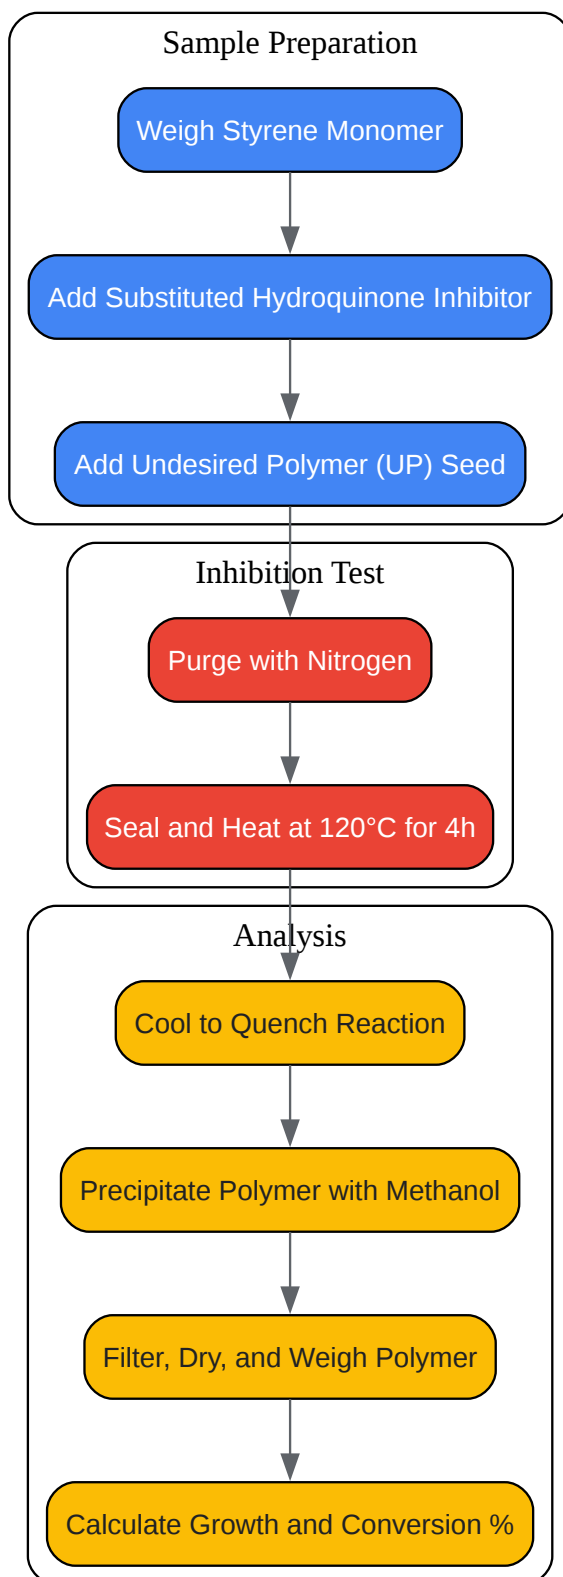 Sample Preparation
Weigh Styrene Monomer
Add Substituted Hydroquinone Inhibitor
Add Undesired Polymer (UP) Seed
Inhibition Test
Purge with Nitrogen
Seal and Heat at 120°C for 4h
Analysis
Cool to Quench Reaction
Precipitate Polymer with Methanol
Filter, Dry, and Weigh Polymer
Calculate Growth and Conversion %